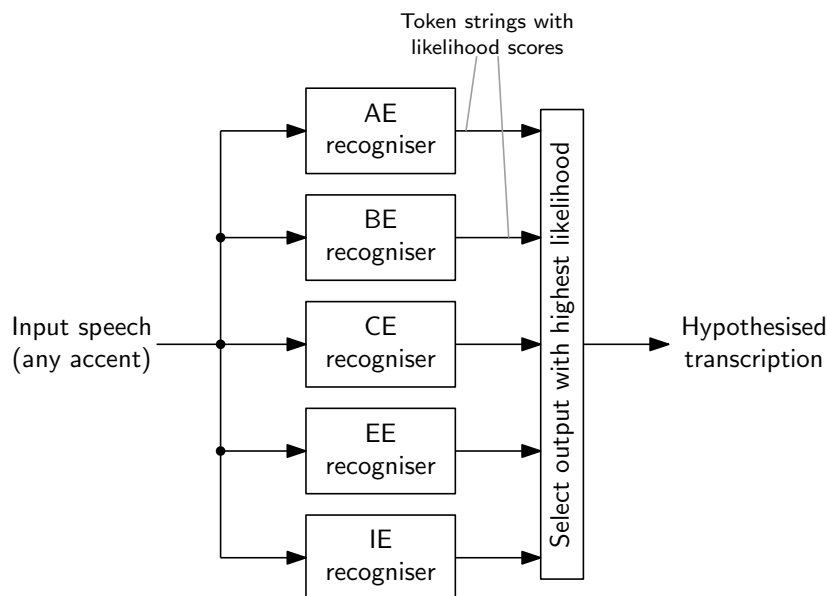 Token strings with
likelihood scores
AE
recogniser
BE
recogniser
Input speech
(any accent)
CE
recogniser
EE
recogniser
IE
recogniser
Select output with highest likelihood
Hypothesised
transcription